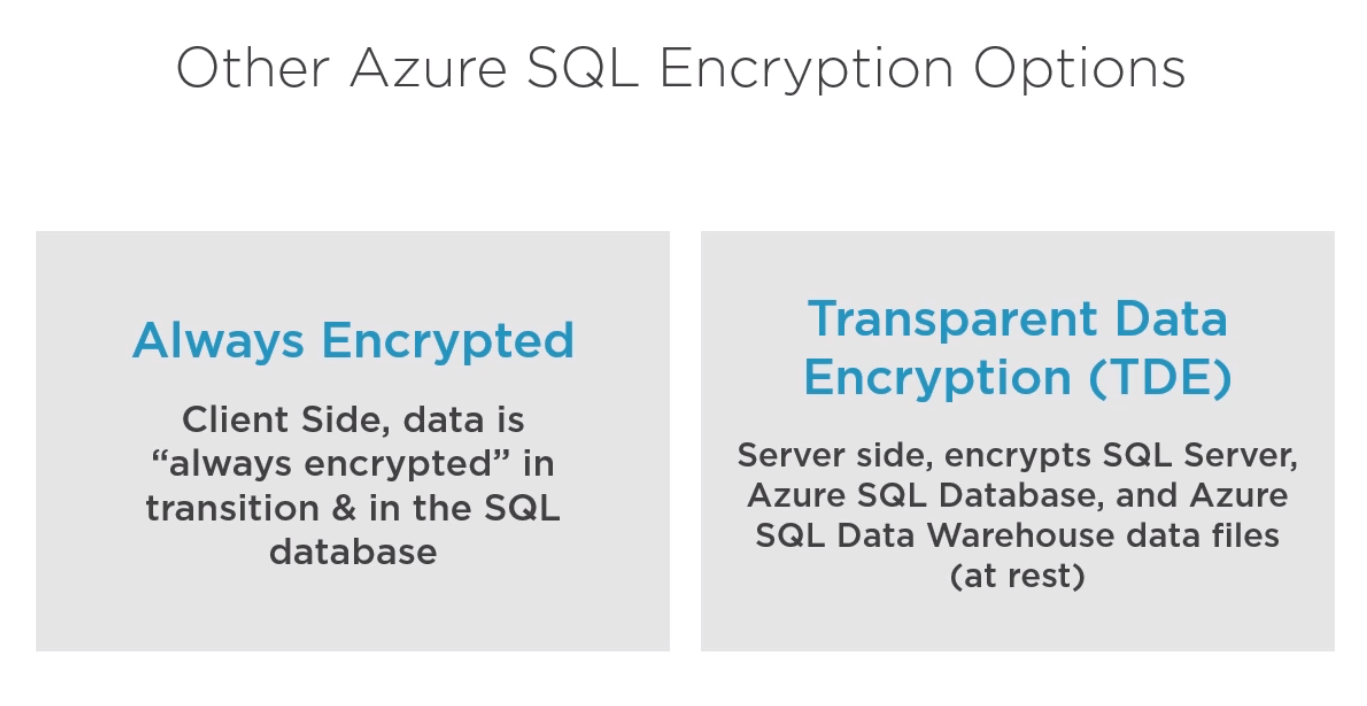 Other Azure SQL Encryption Options
Always Encrypted
Client Side, data is
“always encrypted” in
transition & in the SQL
database
Transparent Data
Encryption (TDE)
Server side, encrypts SQL Server,
Azure SQL Database, and Azure
SQL Data Warehouse data files
(at rest)